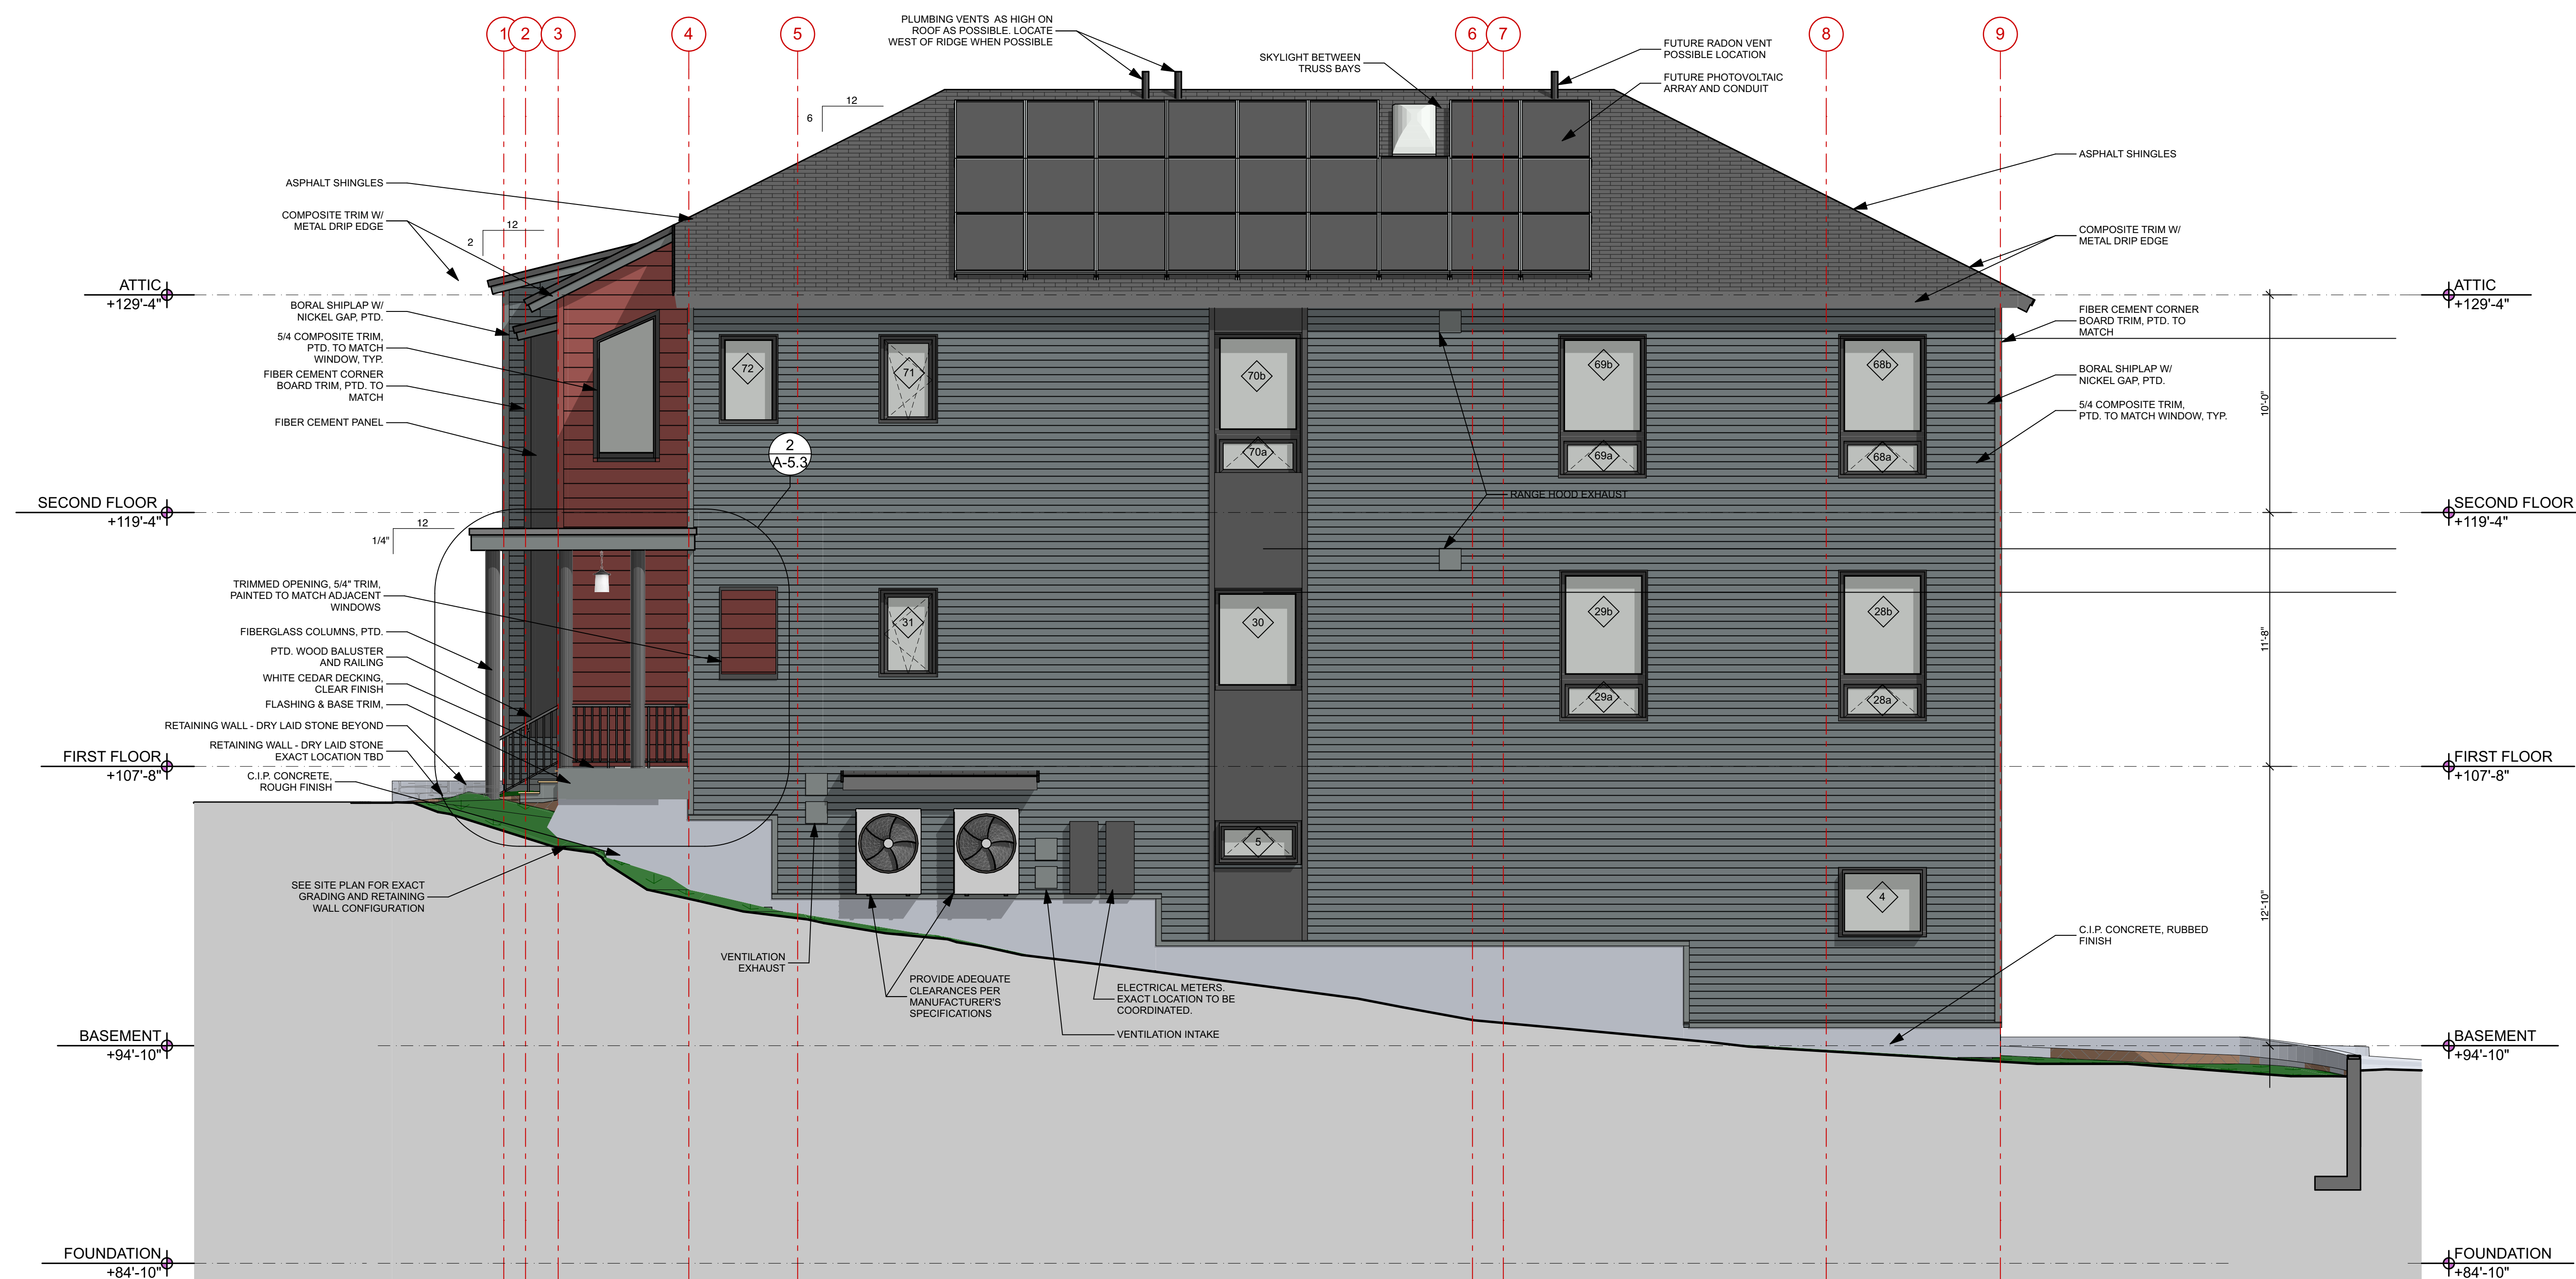 1
2
3
4
5
6
7
8
9
PLUMBING VENTS AS HIGH ON
ROOF AS POSSIBLE. LOCATE
WEST OF RIDGE WHEN POSSIBLE
SKYLIGHT BETWEEN
TRUSS BAYS
FUTURE RADON VENT
POSSIBLE LOCATION
FUTURE PHOTOVOLTAIC
ARRAY AND CONDUIT
12
6
ASPHALT SHINGLES
COMPOSITE TRIM W/
METAL DRIP EDGE
12
2
ATTIC
+129'-4"
BORAL SHIPLAP W/
NICKEL GAP, PTD.
5/4 COMPOSITE TRIM,
PTD. TO MATCH
WINDOW, TYP.
FIBER CEMENT CORNER
BOARD TRIM, PTD. TO
MATCH
FIBER CEMENT PANEL
SECOND FLOOR
+119'-4"
12
1/4"
TRIMMED OPENING, 5/4" TRIM,
PAINTED TO MATCH ADJACENT
WINDOWS
FIBERGLASS COLUMNS, PTD.
PTD. WOOD BALUSTER
AND RAILING
WHITE CEDAR DECKING,
CLEAR FINISH
FLASHING & BASE TRIM,
RETAINING WALL - DRY LAID STONE BEYOND
RETAINING WALL - DRY LAID STONE
EXACT LOCATION TBD
FIRST FLOOR
+107'-8"
C.I.P. CONCRETE,
ROUGH FINISH
SEE SITE PLAN FOR EXACT
GRADING AND RETAINING
WALL CONFIGURATION
BASEMENT
+94'-10"
FOUNDATION
+84'-10"
72
71
70b
70a
69b
69a
68b
68a
2
A-5.3
RANGE HOOD EXHAUST
31
30
29b
29a
28b
28a
5
4
VENTILATION
EXHAUST
PROVIDE ADEQUATE
CLEARANCES PER
MANUFACTURER'S
SPECIFICATIONS
ELECTRICAL METERS.
EXACT LOCATION TO BE
COORDINATED.
VENTILATION INTAKE
ASPHALT SHINGLES
COMPOSITE TRIM W/
METAL DRIP EDGE
FIBER CEMENT CORNER
BOARD TRIM, PTD. TO
MATCH
BORAL SHIPLAP W/
NICKEL GAP, PTD.
5/4 COMPOSITE TRIM,
PTD. TO MATCH WINDOW, TYP.
C.I.P. CONCRETE, RUBBED
FINISH
10'-0"
11'-8"
12'-10"
ATTIC
+129'-4"
SECOND FLOOR
+119'-4"
FIRST FLOOR
+107'-8"
BASEMENT
+94'-10"
FOUNDATION
+84'-10"